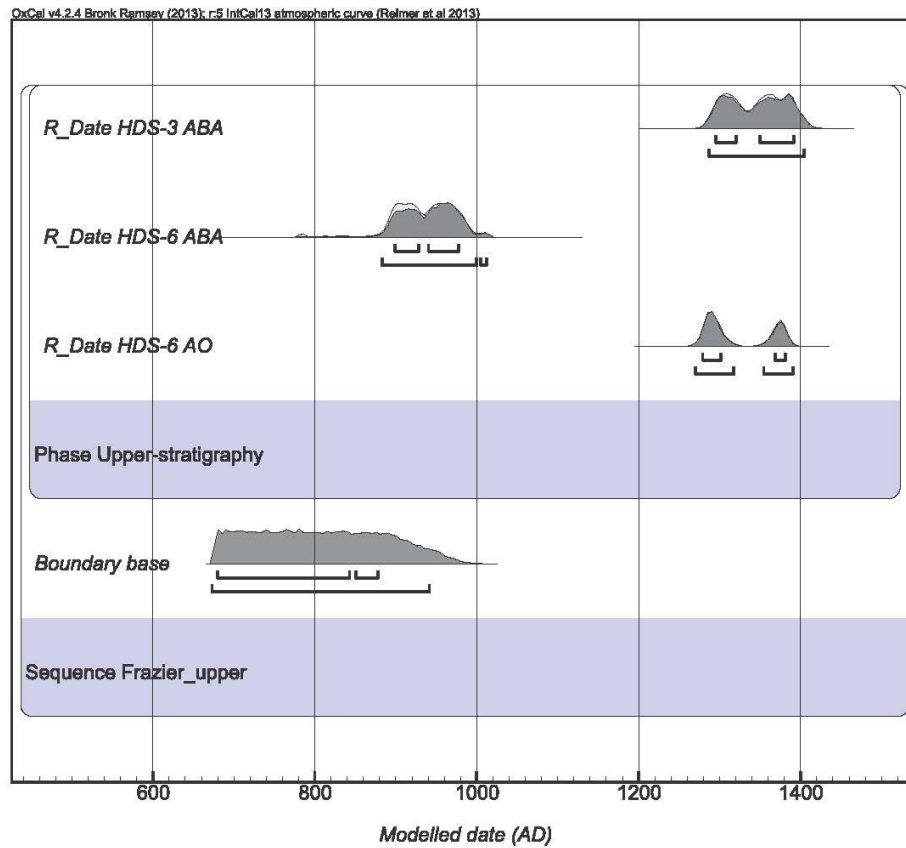 OxCal v4.2.4 Bronk Ramsey (2013); r:5 IntCal13 atmospheric curve (Reimer et al 2013)
R_Date HDS-3 ABA
R_Date HDS-6 ABA
R_Date HDS-6 AO
Phase Upper-stratigraphy
Boundary base
Sequence Frazier_upper
600 800 1000 1200 1400
Modelled date (AD)